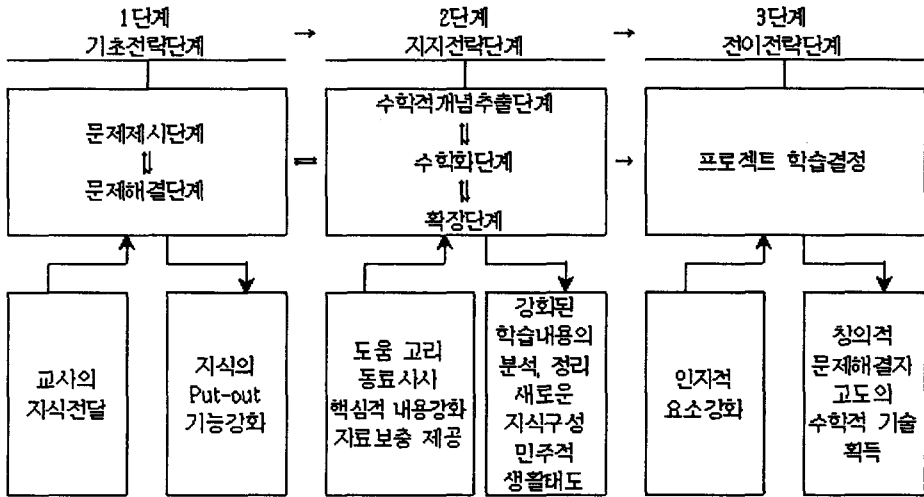 1단계
기초전략단계
→
2단계
지지전략단계
→
3단계
전이전략단계
문제제시단계
⇅
문제해결단계
⇌
수학적개념추출단계
⇅
수학화단계
⇅
확장단계
→
프로젝트 학습결정
교사의
지식전달
지식의
Put-out
기능강화
도움 고리
동료시사
핵심적 내용강화
자료보충 제공
강회된
학습내용의
분석, 정리
새로운
지식구성
민주적
생활태도
인지적
요소강화
창의적
문제해결자
고도의
수학적 기술
획득